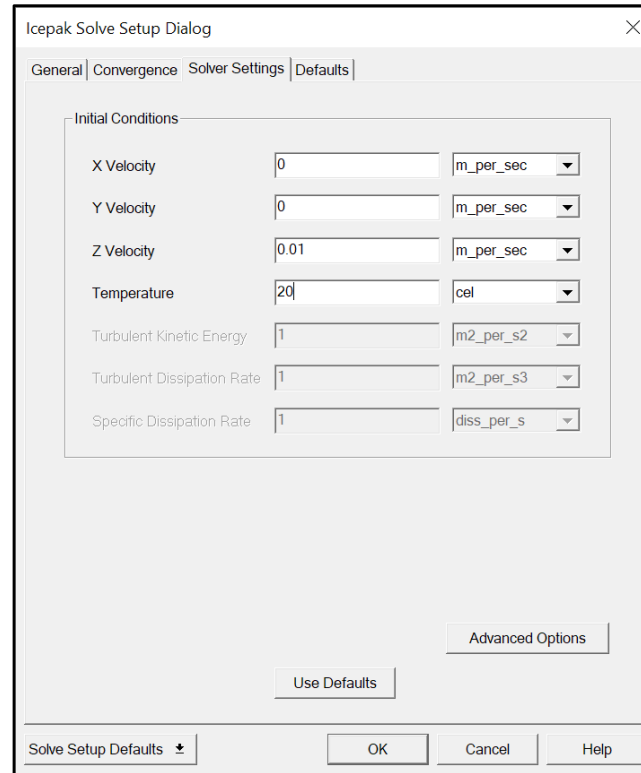 Icepak Solve Setup Dialog
General Convergence Solver Settings Defaults
Initial Conditions
X Velocity 0 m_per_sec
Y Velocity 0 m_per_sec
Z Velocity 0.01 m_per_sec
Temperature 20 cel
Turbulent Kinetic Energy 1 m2_per_s2
Turbulent Dissipation Rate 1 m2_per_s3
Specific Dissipation Rate 1 diss_per_s
Advanced Options
Use Defaults
Solve Setup Defaults OK Cancel Help